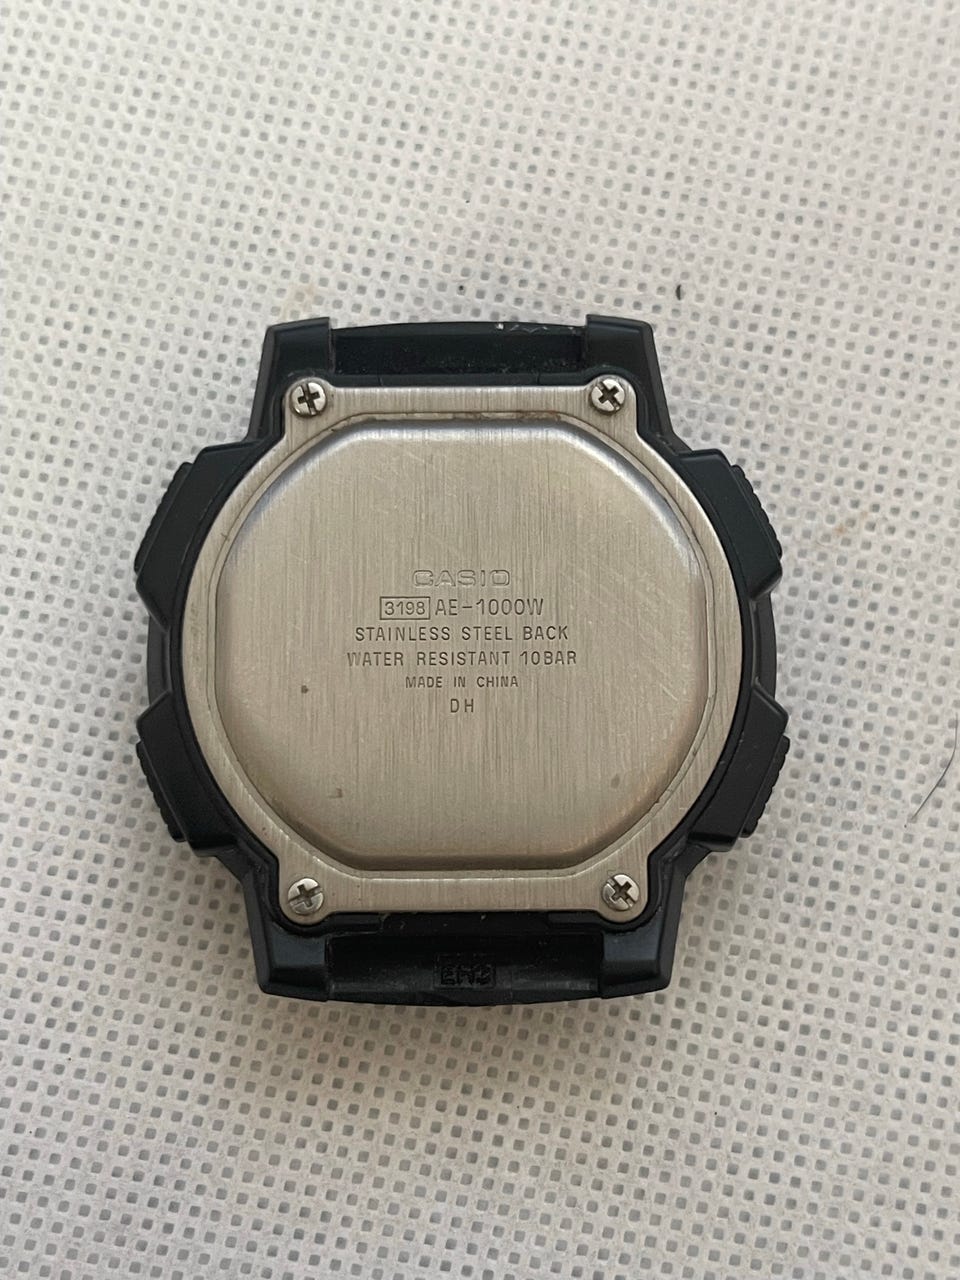 CASIO
3198 AE-1000W
STAINLESS STEEL BACK
WATER RESISTANT 10BAR
MADE IN CHINA
DH